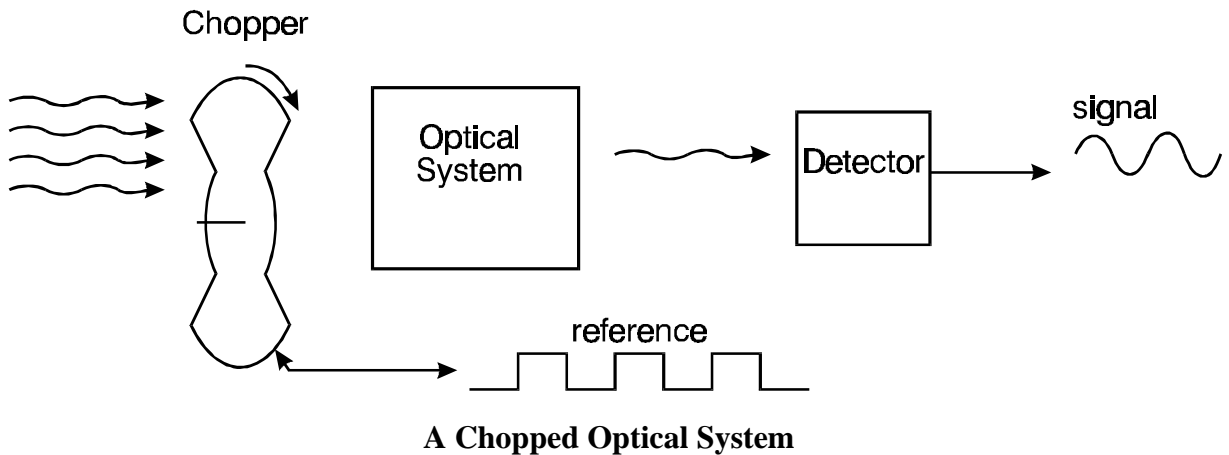 Chopper
Optical
System
Detector
signal
reference
A Chopped Optical System